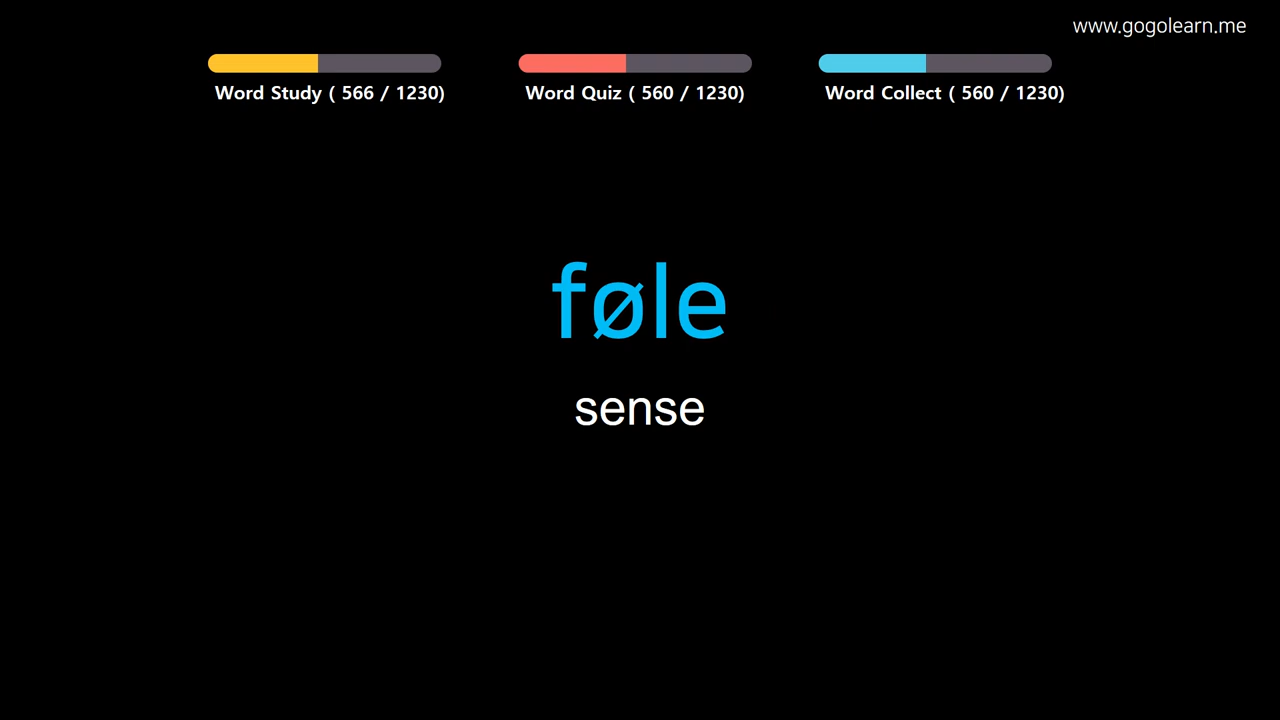 www.gogolearn.me
Word Study ( 566 / 1230)
Word Quiz ( 560 / 1230)
Word Collect ( 560 / 1230)
føle
sense